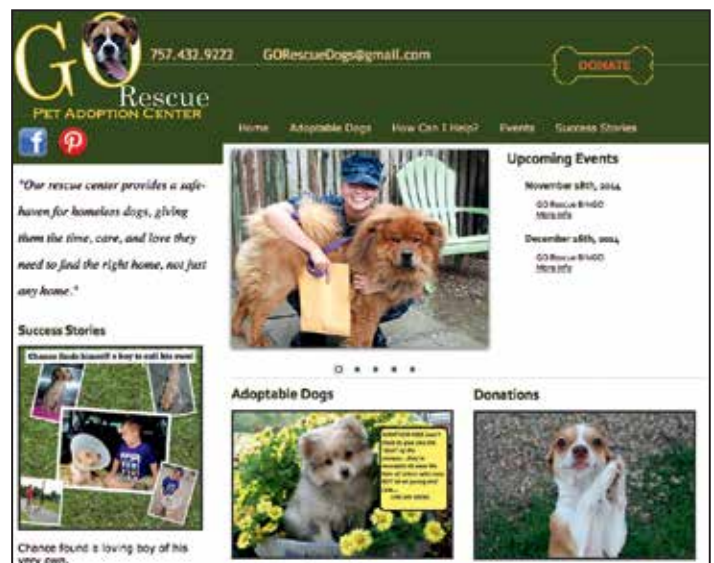 GO
Rescue
PET ADOPTION CENTER
757.432.9222 GORescueDogs@gmail.com
DONATE
Home Adoptable Dogs How Can I Help? Events Success Stories
"Our rescue center provides a safe-
haven for homeless dogs, giving
them the time, care, and love they
need to find the right home, not just
any home."
Success Stories
Chance finds himself a boy to call his own!
Chance found a loving boy of his
very own.
Upcoming Events
November 18th, 2014
GO Rescue BINGO
More Info
December 16th, 2014
GO Rescue BINGO
More Info
Adoptable Dogs
Donations